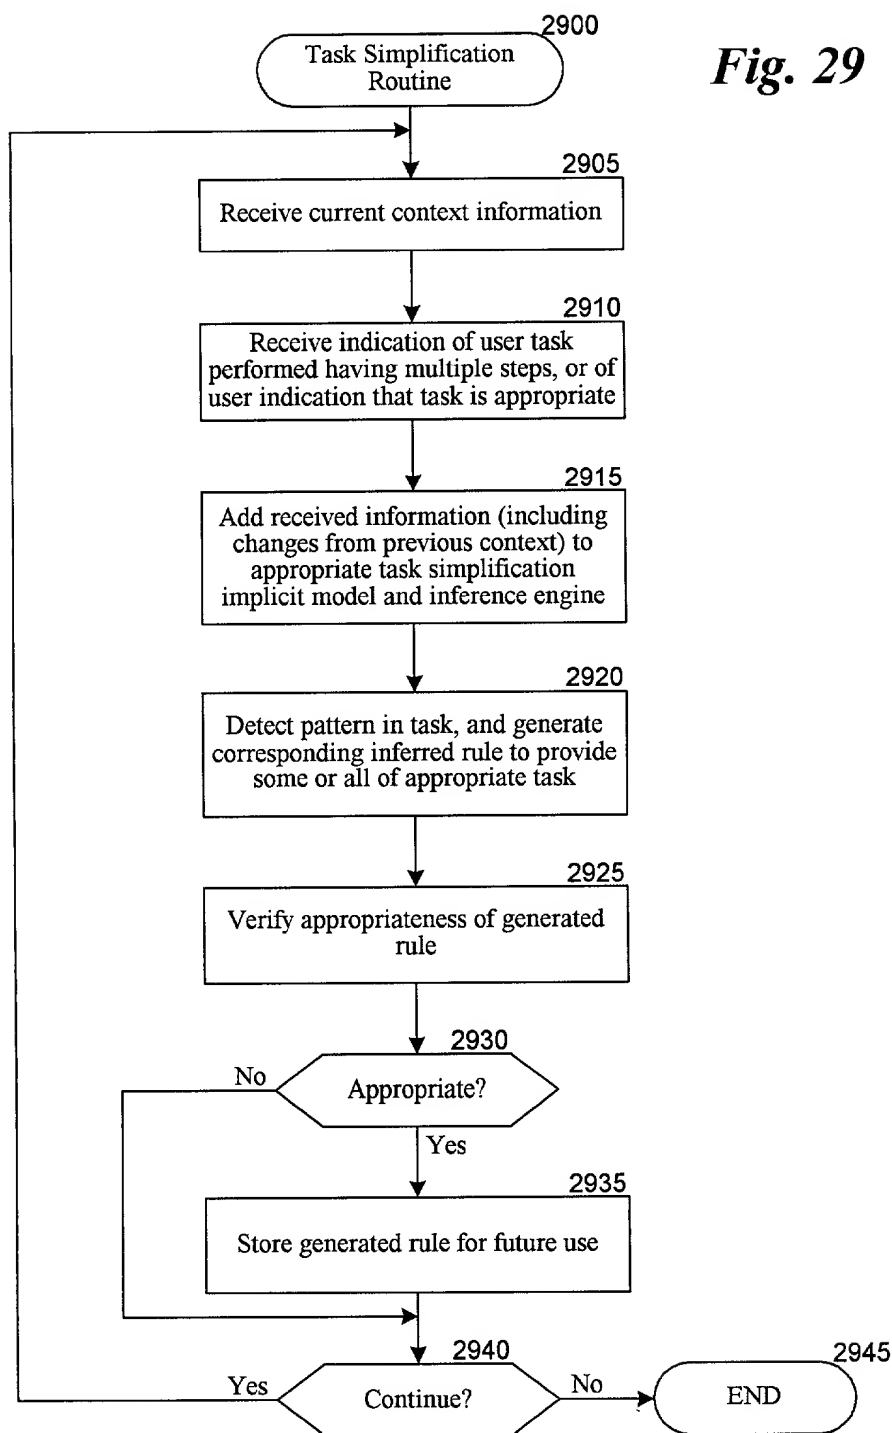 2900
Task Simplification
Routine
Fig. 29
2905
Receive current context information
2910
Receive indication of user task
performed having multiple steps, or of
user indication that task is appropriate
2915
Add received information (including
changes from previous context) to
appropriate task simplification
implicit model and inference engine
2920
Detect pattern in task, and generate
corresponding inferred rule to provide
some or all of appropriate task
2925
Verify appropriateness of generated
rule
2930
No
Appropriate?
Yes
2935
Store generated rule for future use
2940
2945
Yes
Continue?
No
END